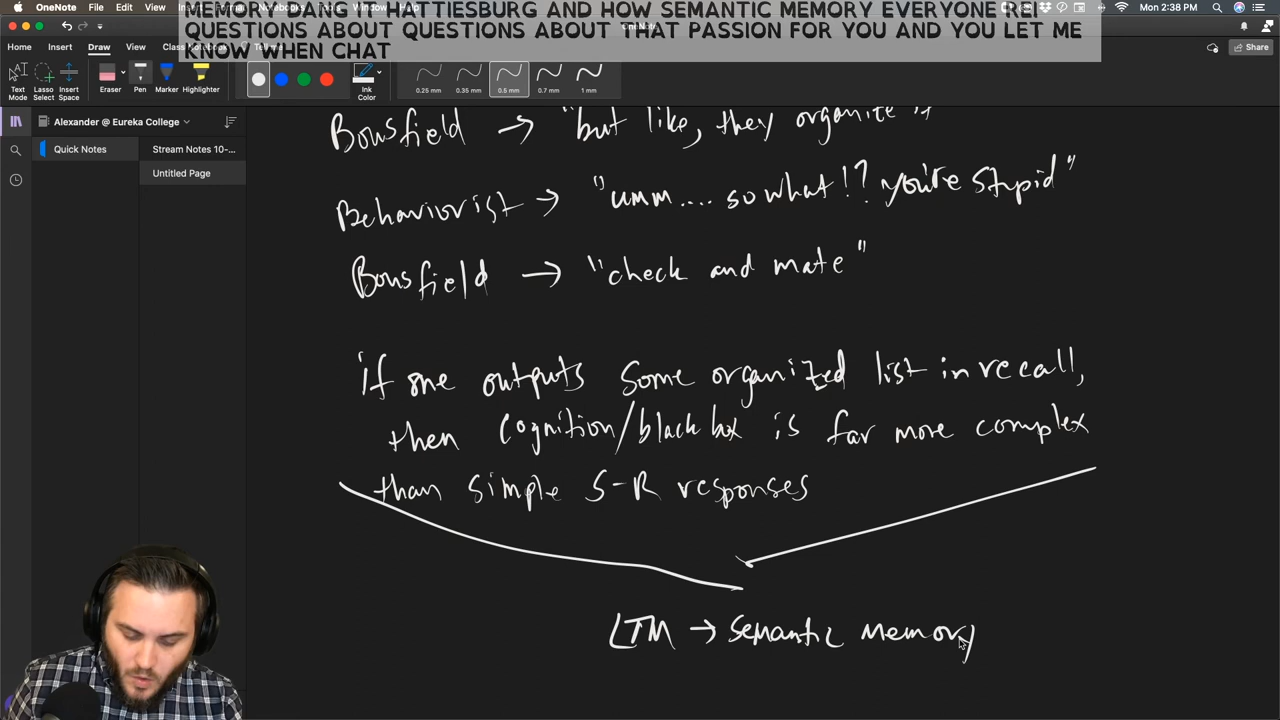 OneNote File Edit View Window Mon 2:38 PM
MEMORY DANG IT HATTIESBURG AND HOW SEMANTIC MEMORY EVERYONE REI
QUESTIONS ABOUT QUESTIONS ABOUT THAT PASSION FOR YOU AND YOU LET ME
KNOW WHEN CHAT
Home Insert Draw View Class Share
Text Mode Lasso Select Insert Space Eraser Pen Marker Highlighter 0.25 mm 0.35 mm 0.5 mm 0.7 mm 1 mm Ink Color
Alexander @ Eureka College
Quick Notes Stream Notes 10-...
Untitled Page
Bousfield → "but like, they organize it
Behaviorist → "umm.... so what!? you're stupid"
Bousfield → "check and mate"
if one outputs some organized list in recall,
then cognition/black box is far more complex
than simple S-R responses
LTM → Semantic Memory